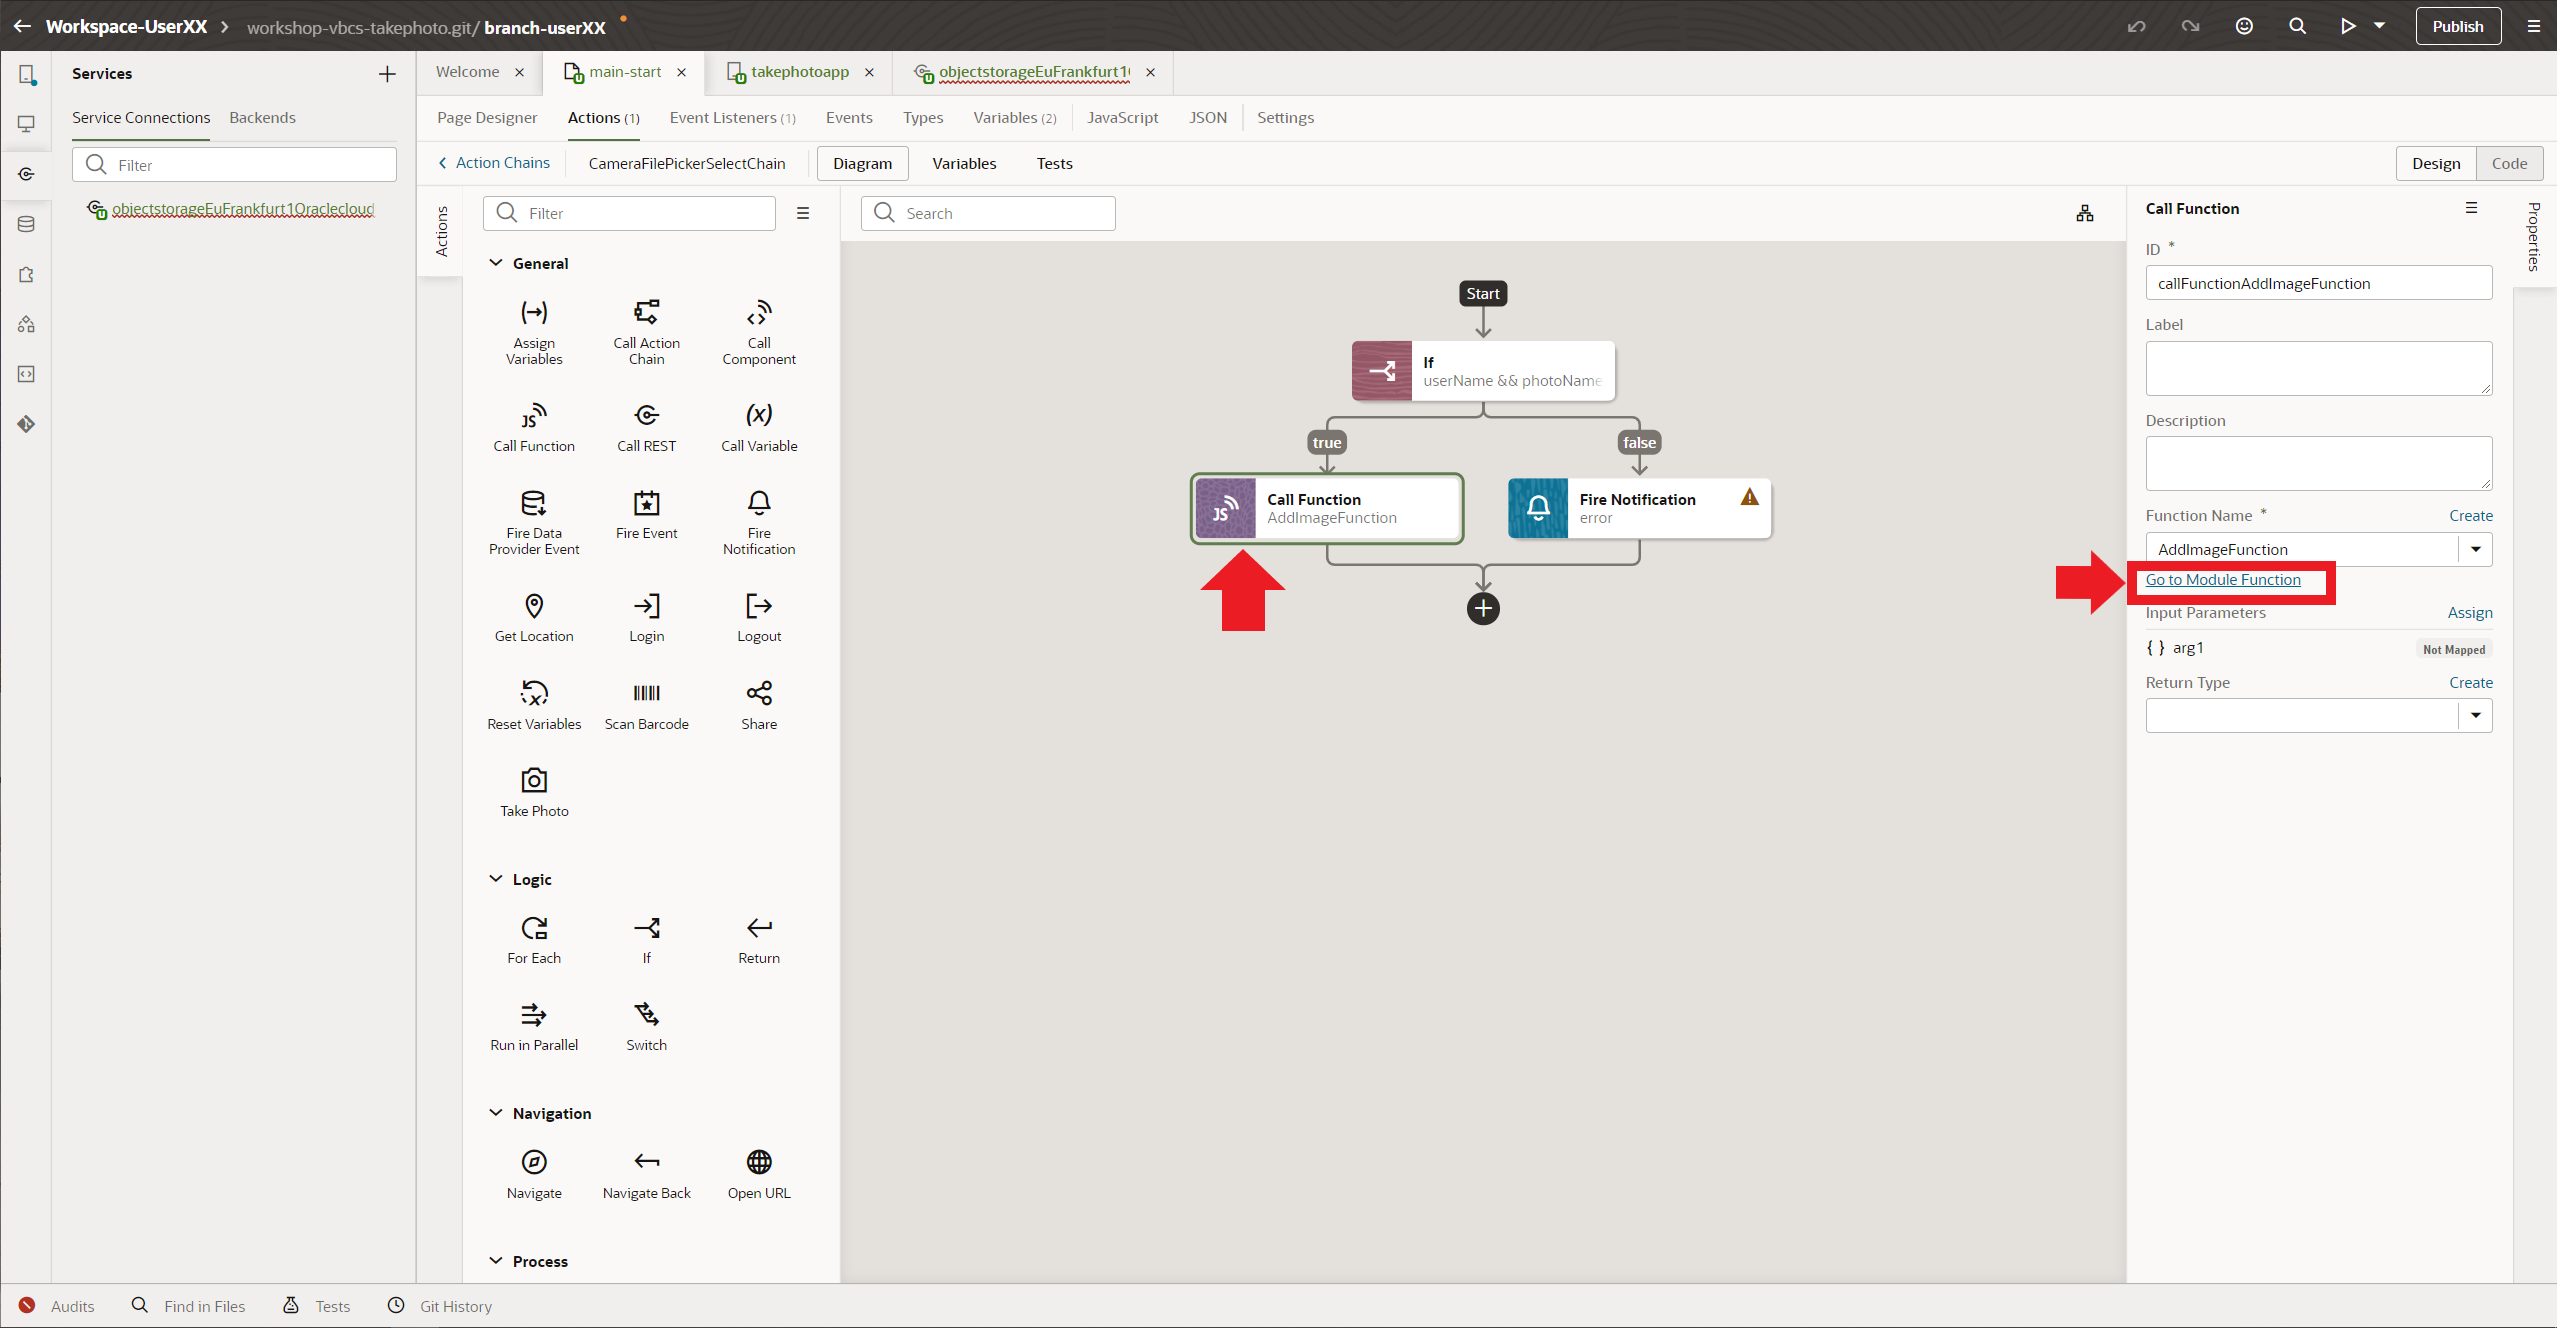 Workspace-UserXX > workshop-vbcs-takephoto.git/ branch-userXX
Publish
Services
Service Connections
Backends
Filter
objectstorageEuFrankfurt1Oraclecloud
Welcome
main-start
takephotoapp
objectstorageEuFrankfurt1
Page Designer
Actions (1)
Event Listeners (1)
Events
Types
Variables (2)
JavaScript
JSON
Settings
Action Chains
CameraFilePickerSelectChain
Diagram
Variables
Tests
Design
Code
Actions
Filter
General
Assign Variables
Call Action Chain
Call Component
JS
Call Function
Call REST
(x)
Call Variable
Fire Data Provider Event
Fire Event
Fire Notification
Get Location
Login
Logout
Reset Variables
Scan Barcode
Share
Take Photo
Logic
For Each
If
Return
Run in Parallel
Switch
Navigation
Navigate
Navigate Back
Open URL
Process
Search
Start
If
userName && photoName
true
false
JS
Call Function
AddImageFunction
Fire Notification
error
Call Function
ID *
callFunctionAddImageFunction
Label
Description
Function Name *
Create
AddImageFunction
Go to Module Function
Input Parameters
Assign
{ } arg1
Not Mapped
Return Type
Create
Properties
Audits
Find in Files
Tests
Git History